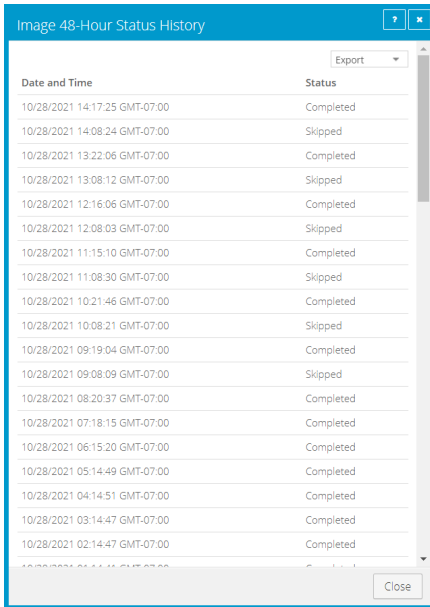 Image 48-Hour Status History
?
×
Export
Date and Time Status
10/28/2021 14:17:25 GMT-07:00 Completed
10/28/2021 14:08:24 GMT-07:00 Skipped
10/28/2021 13:22:06 GMT-07:00 Completed
10/28/2021 13:08:12 GMT-07:00 Skipped
10/28/2021 12:16:06 GMT-07:00 Completed
10/28/2021 12:08:03 GMT-07:00 Skipped
10/28/2021 11:15:10 GMT-07:00 Completed
10/28/2021 11:08:30 GMT-07:00 Skipped
10/28/2021 10:21:46 GMT-07:00 Completed
10/28/2021 10:08:21 GMT-07:00 Skipped
10/28/2021 09:19:04 GMT-07:00 Completed
10/28/2021 09:08:09 GMT-07:00 Skipped
10/28/2021 08:20:37 GMT-07:00 Completed
10/28/2021 07:18:15 GMT-07:00 Completed
10/28/2021 06:15:20 GMT-07:00 Completed
10/28/2021 05:14:49 GMT-07:00 Completed
10/28/2021 04:14:51 GMT-07:00 Completed
10/28/2021 03:14:47 GMT-07:00 Completed
10/28/2021 02:14:47 GMT-07:00 Completed
Close